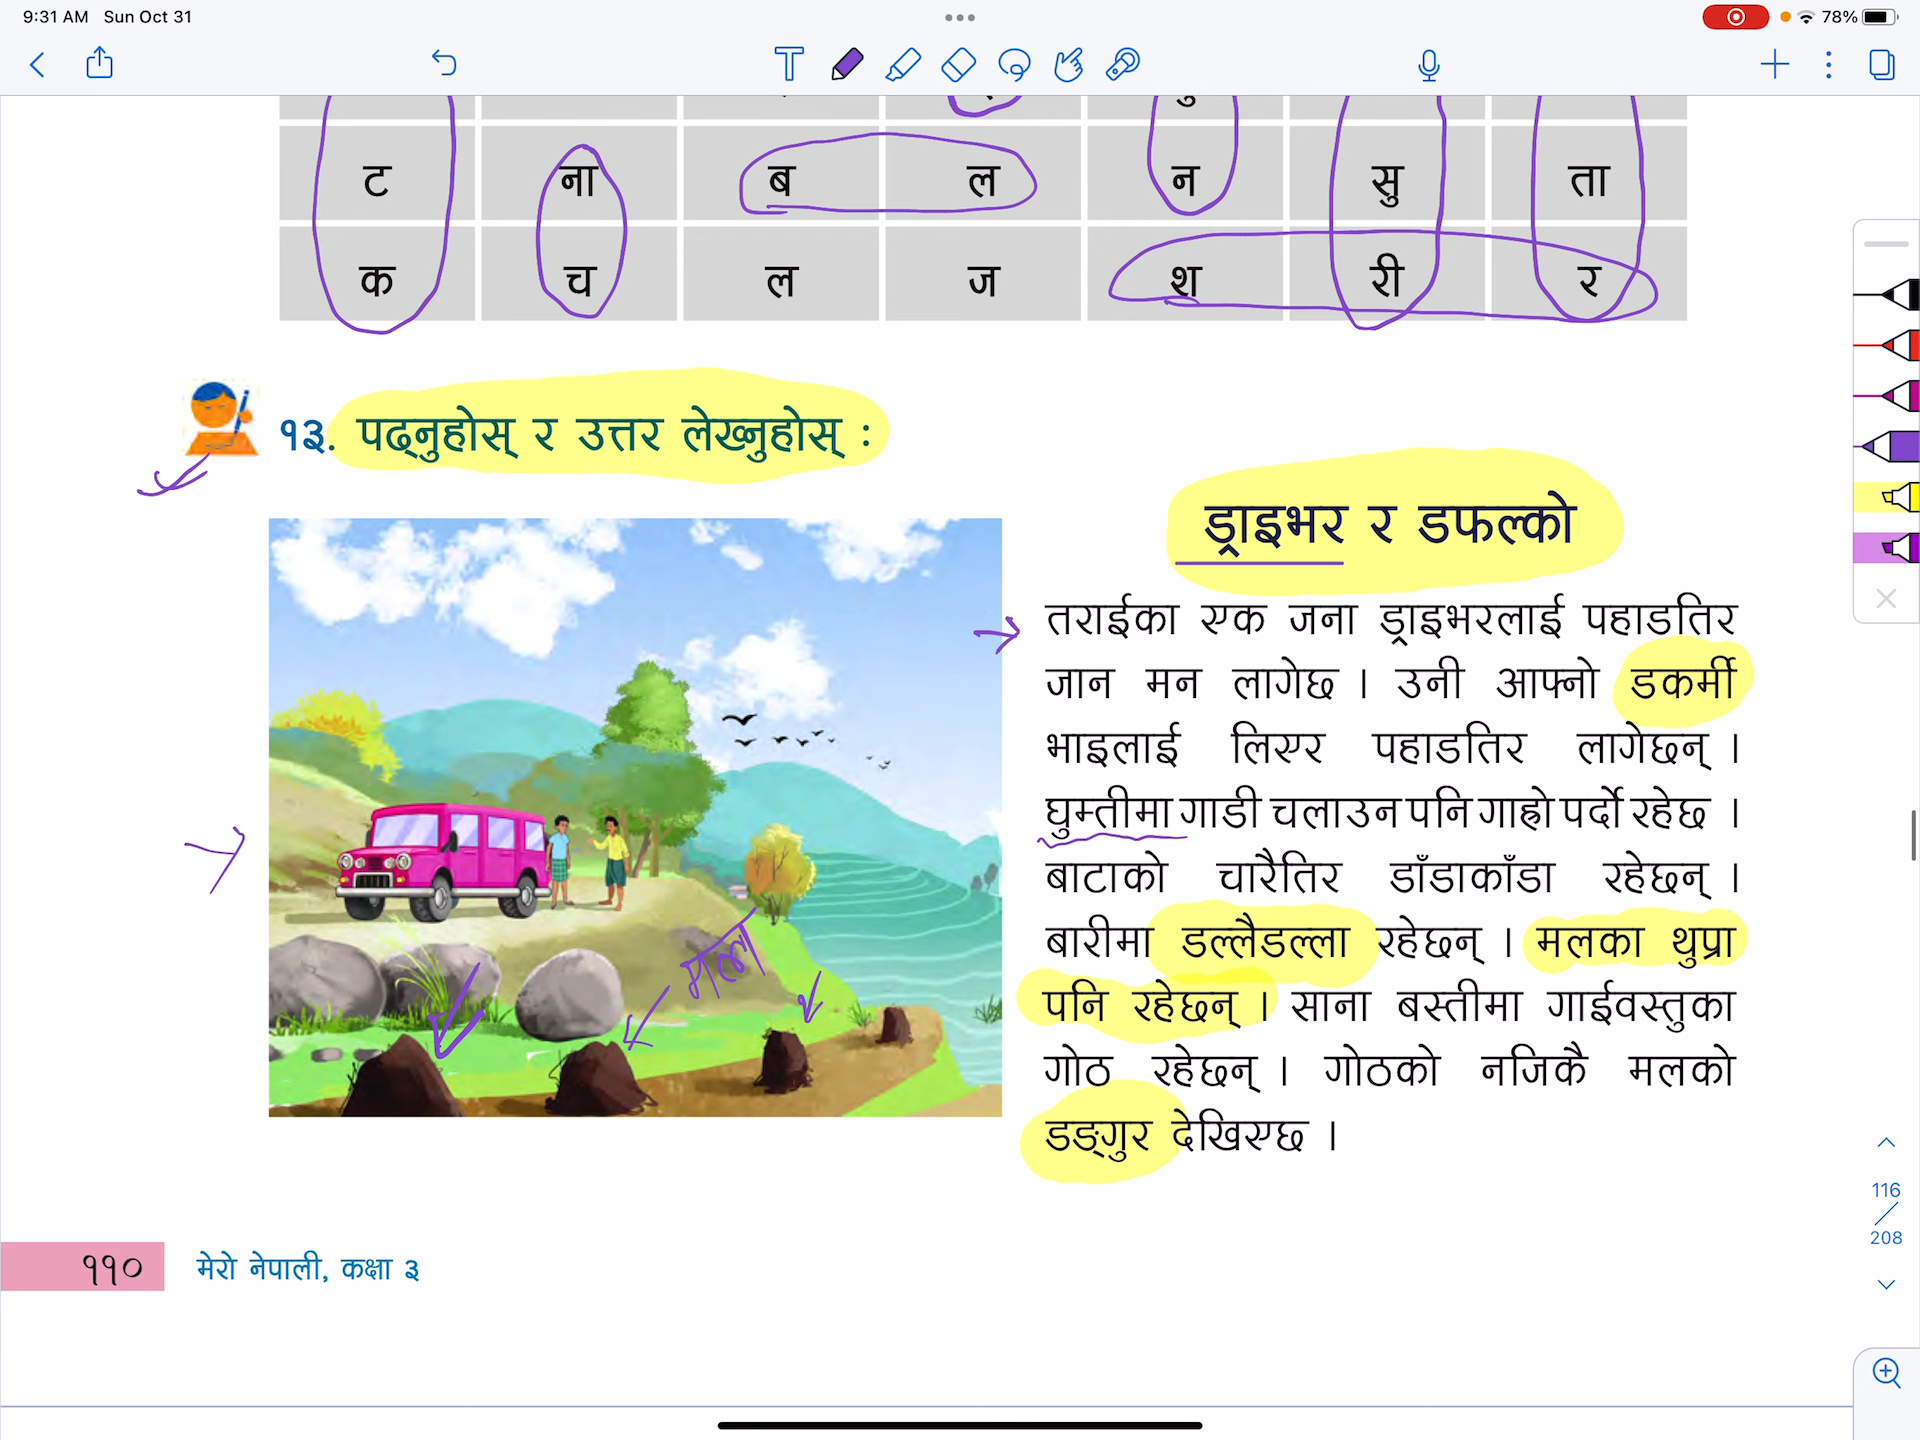 9:31 AM Sun Oct 31
78%
ट ना ब ल न सु ता
क च ल ज श री र
१३. पढ्नुहोस् र उत्तर लेख्नुहोस् :
ड्राइभर र डफल्को
तराईका एक जना ड्राइभरलाई पहाडतिर
जान मन लागेछ । उनी आफ्नो डकर्मी
भाइलाई लिएर पहाडतिर लागेछन् ।
घुम्तीमा गाडी चलाउन पनि गाह्रो पर्दो रहेछ ।
बाटाको चारैतिर डाँडाकाँडा रहेछन् ।
बारीमा डल्लैडल्ला रहेछन् । मलका थुप्रा
पनि रहेछन् । साना बस्तीमा गाईवस्तुका
गोठ रहेछन् । गोठको नजिकै मलको
डङ्गुर देखिएछ ।
116
208
११० मेरो नेपाली, कक्षा ३